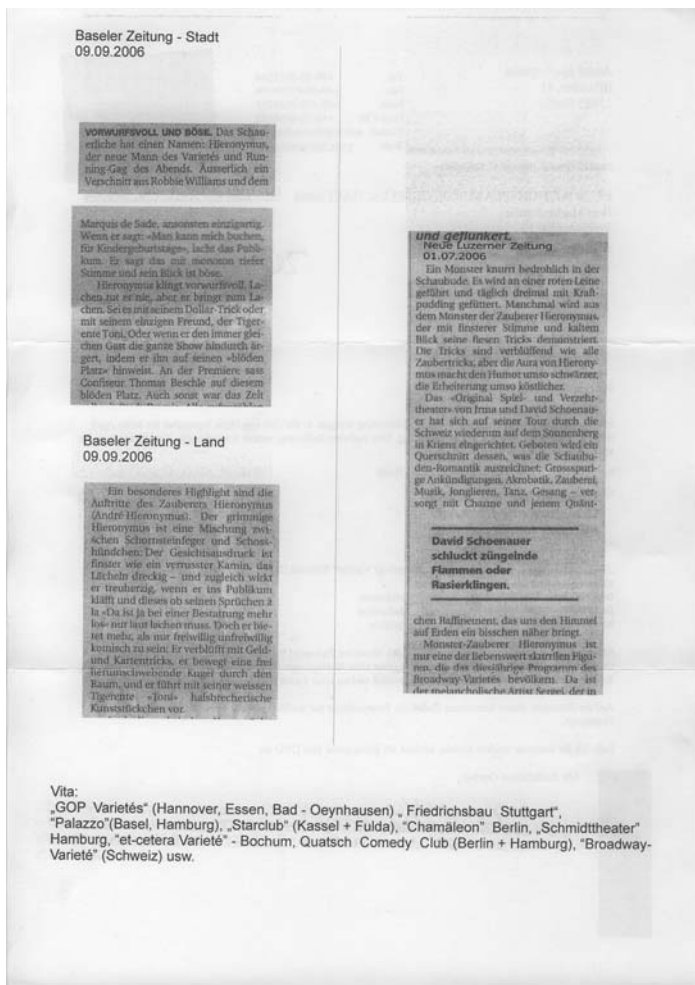 Baseler Zeitung - Stadt
09.09.2006
VORWURFSVOLL UND BÖSE. Das Schau-
erliche hat einen Namen: Hieronymus,
der neue Mann des Varietés und Run-
ning-Gag des Abends. Äusserlich ein
Verschnitt aus Robbie Williams und dem
Marquis de Sade, ansonsten einzigartig.
Wenn er sagt: «Man kann mich buchen,
für Kindergeburtstage», lacht das Publi-
kum. Er sagt das mit monoton tiefer
Stimme und sein Blick ist böse.
Hieronymus klingt vorwurfsvoll. La-
chen tut er nie, aber er bringt zum La-
chen. Sei es mit seinem Dollar-Trick oder
mit seinem einzigen Freund, der Tiger-
ente Toni. Oder wenn er den immer glei-
chen Gast die ganze Show hindurch är-
gert, indem er ihn auf seinen «blöden
Platz» hinweist. An der Premiere sass
Confiseur Thomas Beschle auf diesem
blöden Platz. Auch sonst war das Zelt
Baseler Zeitung - Land
09.09.2006
Ein besonderes Highlight sind die
Auftritte des Zauberers Hieronymus
(André Hieronymus). Der grimmige
Hieronymus ist eine Mischung zwi-
schen Schornsteinfeger und Schoss-
hündchen: Der Gesichtsausdruck ist
finster wie ein verrusster Kamin, das
Lächeln dreckig – und zugleich wirkt
er treuherzig, wenn er ins Publikum
kläfft und dieses ob seinen Sprüchen à
la «Da ist ja bei einer Bestattung mehr
los» nur laut lachen muss. Doch er bie-
tet mehr, als nur freiwillig unfreiwillig
komisch zu sein: Er verblüfft mit Geld-
und Kartentricks, er bewegt eine frei
herumschwebende Kugel durch den
Raum, und er führt mit seiner weissen
Tigerente «Toni» halsbrecherische
Kunststückchen vor.
und geflunkert.
Neue Luzerner Zeitung
01.07.2006
Ein Monster knurrt bedrohlich in der
Schaubude. Es wird an einer roten Leine
geführt und täglich dreimal mit Kraft-
pudding gefüttert. Manchmal wird aus
dem Monster der Zauberer Hieronymus,
der mit finsterer Stimme und kaltem
Blick seine fiesen Tricks demonstriert.
Die Tricks sind verblüffend wie alle
Zaubertricks, aber die Aura von Hierony-
mus macht den Humor umso schwärzer,
die Erheiterung umso köstlicher.
Das «Original Spiel- und Verzehr-
theater» von Irma und David Schoenau-
er hat sich auf seiner Tour durch die
Schweiz wiederum auf dem Sonnenberg
in Kriens eingerichtet. Geboten wird ein
Querschnitt dessen, was die Schaubu-
den-Romantik auszeichnet: Grossspuri-
ge Ankündigungen, Akrobatik, Zauberei,
Musik, Jonglieren, Tanz, Gesang – ver-
sorgt mit Charme und jenem Quänt-
David Schoenauer
schluckt züngelnde
Flammen oder
Rasierklingen.
chen Raffinement, das uns den Himmel
auf Erden ein bisschen näher bringt.
Monster-Zauberer Hieronymus ist
nur eine der liebenswert skurrilen Figu-
ren, die das diesjährige Programm des
Broadway-Varietés bevölkern. Da ist
der melancholische Artist Sergej, der in
Vita:
„GOP Varietés“ (Hannover, Essen, Bad - Oeynhausen) „ Friedrichsbau Stuttgart“,
“Palazzo”(Basel, Hamburg), „Starclub“ (Kassel + Fulda), “Chamäleon” Berlin, „Schmidttheater”
Hamburg, ”et-cetera Varieté” - Bochum, Quatsch Comedy Club (Berlin + Hamburg), “Broadway-
Varieté” (Schweiz) usw.